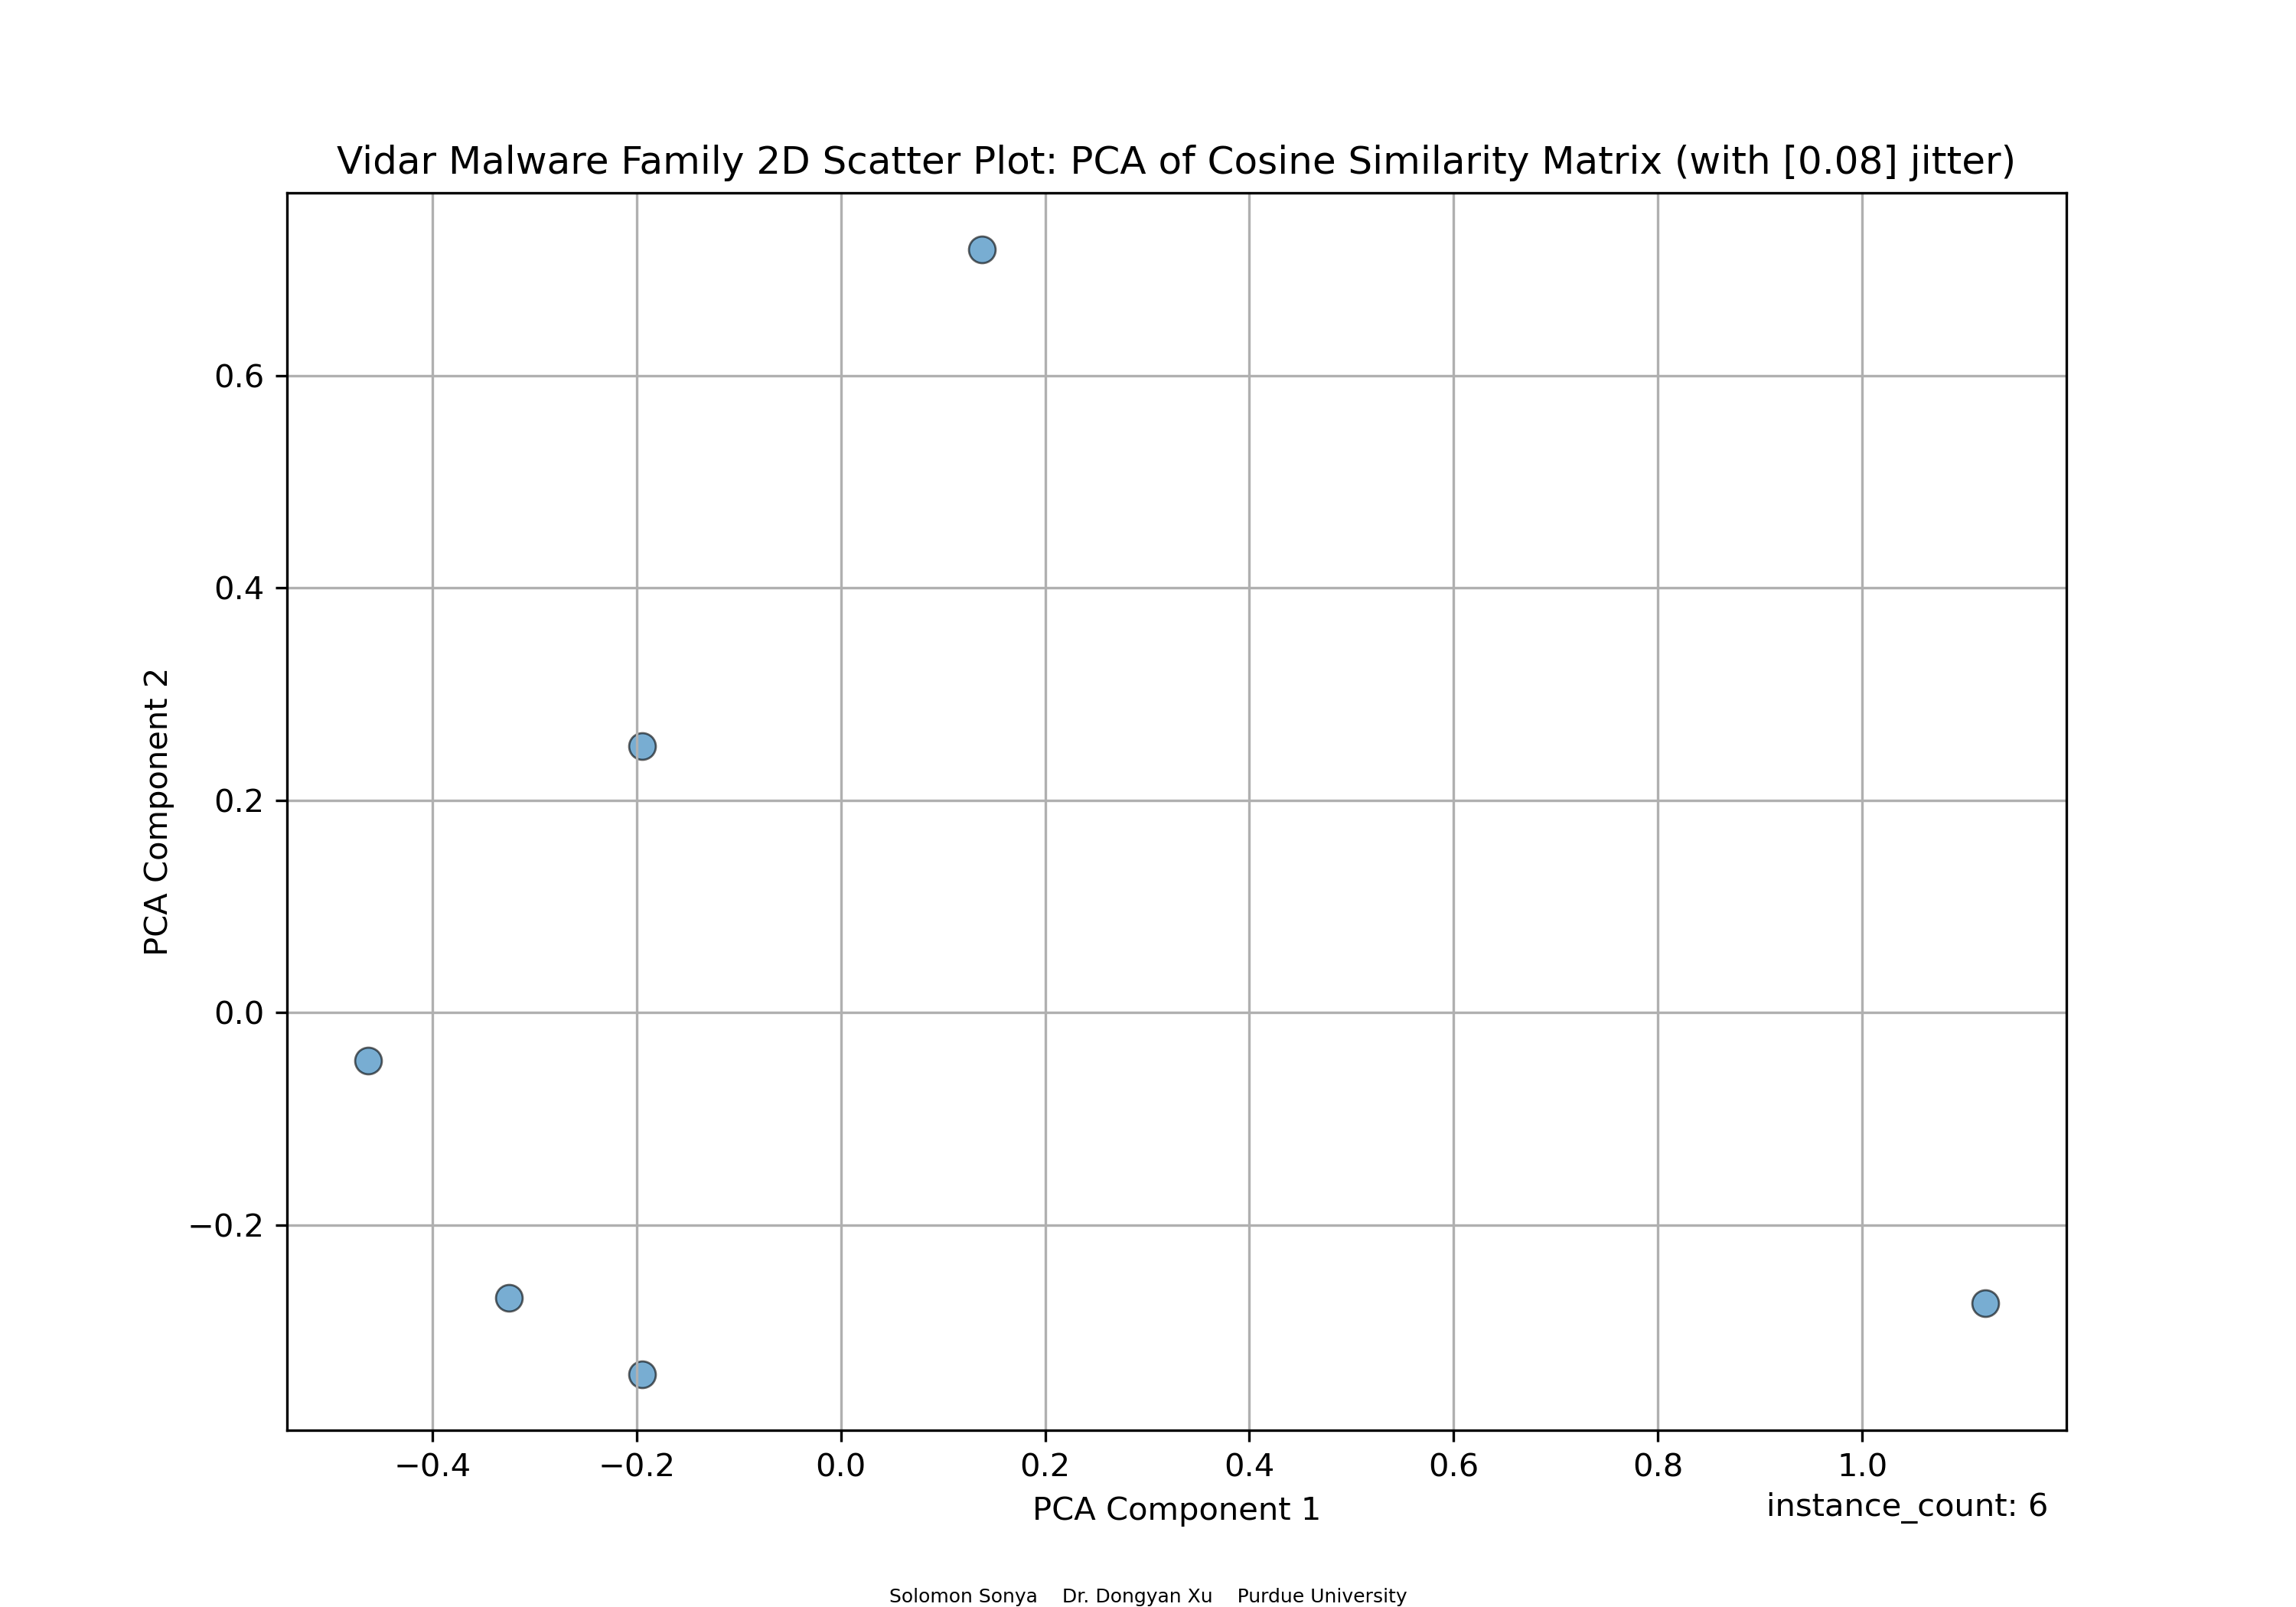 Vidar Malware Family 2D Scatter Plot: PCA of Cosine Similarity Matrix (with [0.08] jitter)
PCA Component 2
0.6
0.4
0.2
0.0
−0.2
−0.4 −0.2 0.0 0.2 0.4 0.6 0.8 1.0
PCA Component 1
instance_count: 6
Solomon Sonya Dr. Dongyan Xu Purdue University